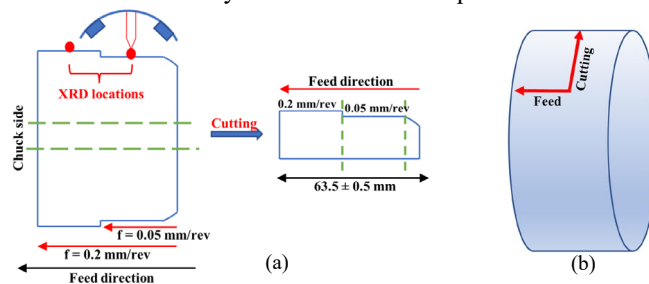 XRD locations
Chuck side
Cutting
Feed direction
0.2 mm/rev
0.05 mm/rev
63.5 ± 0.5 mm
f = 0.05 mm/rev
f = 0.2 mm/rev
Feed direction
(a)
Cutting
Feed
(b)